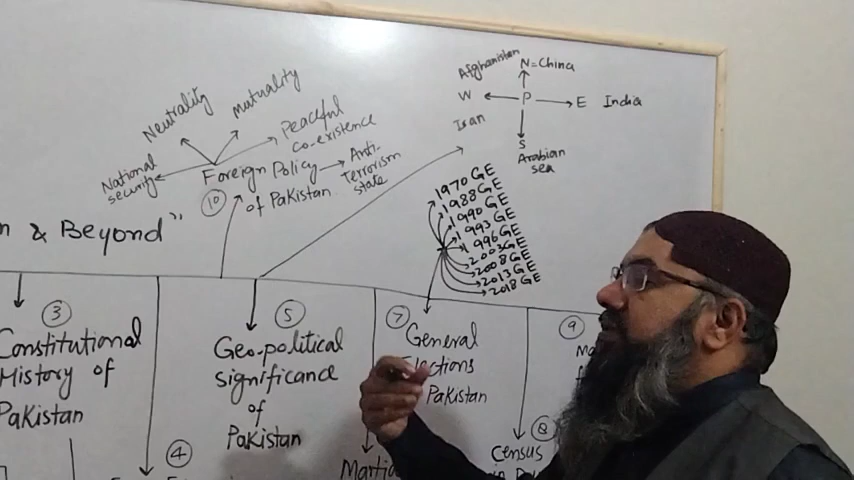 Neutrality
Mutuality
Peaceful
co-existence
National
security
Foreign Policy
of Pakistan
Anti-
Terrorism
state
10
Afghanistan
N=China
W
P
E India
Iran
S
Arabian
sea
& Beyond"
1970 GE
1988 GE
1990 GE
1993 GE
1996 GE
2003 GE
2008 GE
2013 GE
2018 GE
3
Constitutional
History of
Pakistan
4
5
Geo-political
significance
of
Pakistan
7
General
Pakistan
9
8
Census